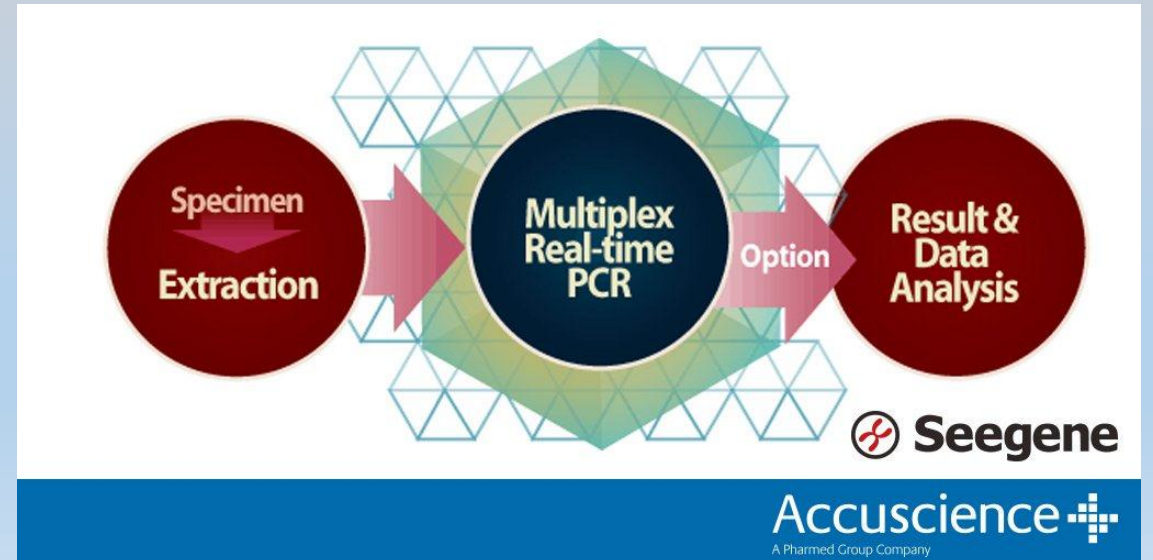 Specimen
Extraction
Multiplex
Real-time
PCR
Option
Result &
Data
Analysis
Seegene
Accuscience
A Pharmed Group Company